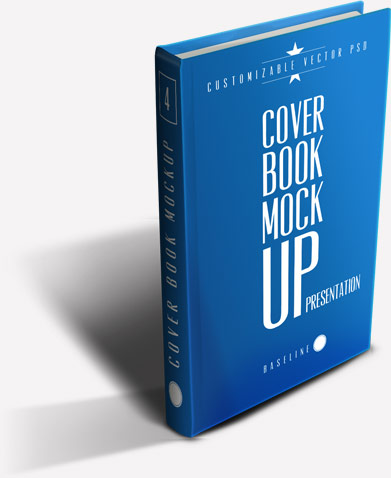 4
COVER BOOK MOCKUP
CUSTOMIZABLE VECTOR PSD
COVER
BOOK
MOCK
UP PRESENTATION
BASELINE